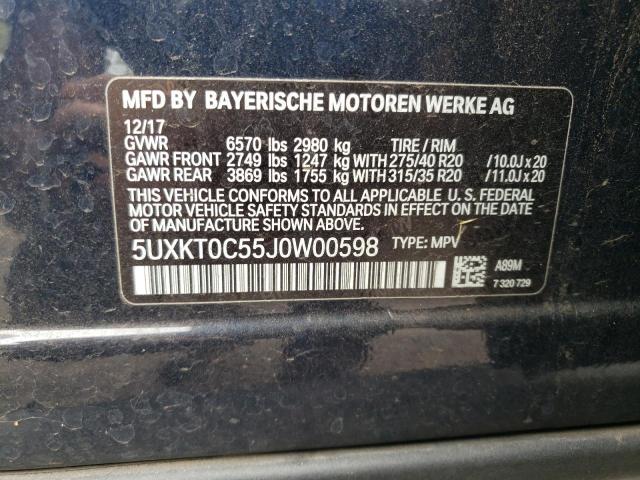 MFD BY BAYERISCHE MOTOREN WERKE AG
12/17
GVWR 6570 lbs 2980 kg TIRE / RIM
GAWR FRONT 2749 lbs 1247 kg WITH 275/40 R20 /10.0J x 20
GAWR REAR 3869 lbs 1755 kg WITH 315/35 R20 /11.0J x 20
THIS VEHICLE CONFORMS TO ALL APPLICABLE U. S. FEDERAL
MOTOR VEHICLE SAFETY STANDARDS IN EFFECT ON THE DATE
OF MANUFACTURE SHOWN ABOVE.
5UXKT0C55J0W00598 TYPE: MPV
A89M
7 320 729